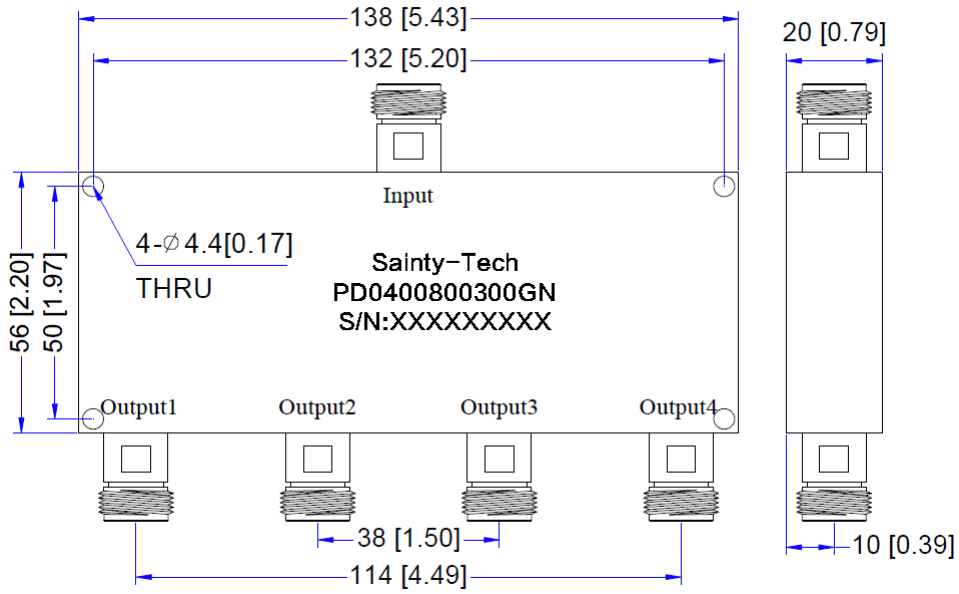 138 [5.43]
132 [5.20]
20 [0.79]
Input
4-∅ 4.4[0.17]
THRU
56 [2.20]
50 [1.97]
Sainty-Tech
PD0400800300GN
S/N:XXXXXXXXX
Output1 Output2 Output3 Output4
38 [1.50]
10 [0.39]
114 [4.49]